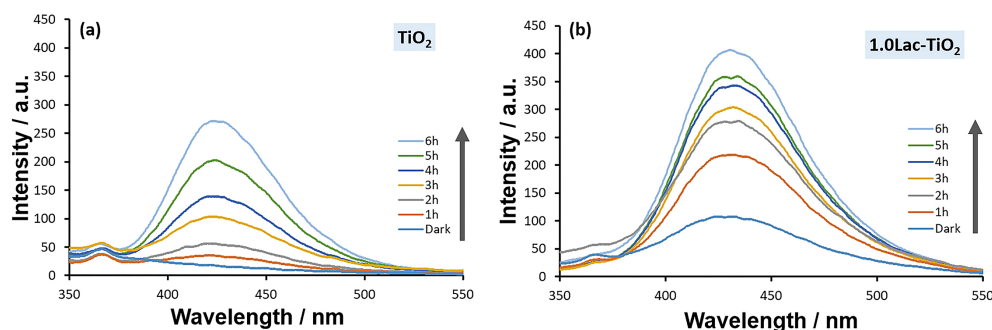 (a)
TiO₂
Intensity / a.u.
450
400
350
300
250
200
150
100
50
0
6h
5h
4h
3h
2h
1h
Dark
350
400
450
500
550
Wavelength / nm
(b)
1.0Lac-TiO₂
Intensity / a.u.
450
400
350
300
250
200
150
100
50
0
6h
5h
4h
3h
2h
1h
Dark
350
400
450
500
550
Wavelength / nm